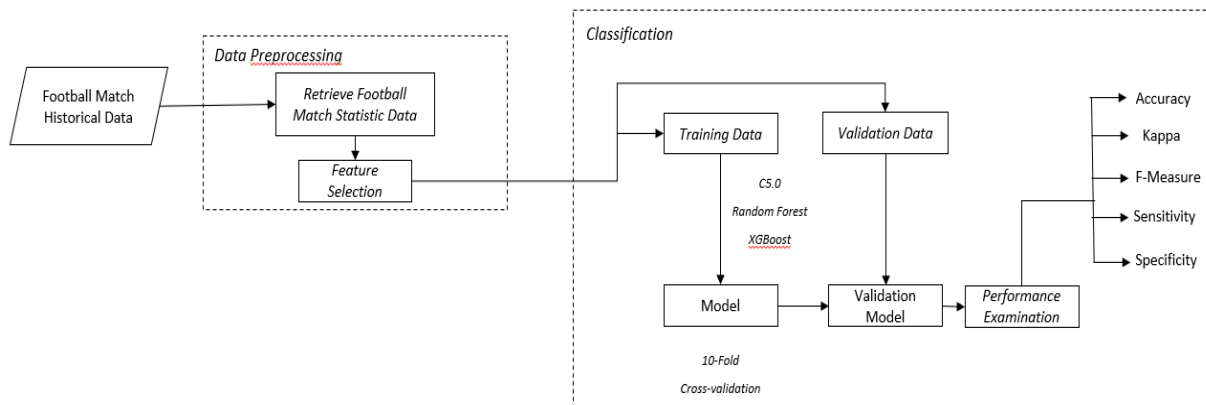 Classification
Data Preprocessing
Football Match
Historical Data
Retrieve Football
Match Statistic Data
Feature
Selection
Training Data
Validation Data
C5.0
Random Forest
XGBoost
Model
Validation
Model
Performance
Examination
10-Fold
Cross-validation
Accuracy
Kappa
F-Measure
Sensitivity
Specificity